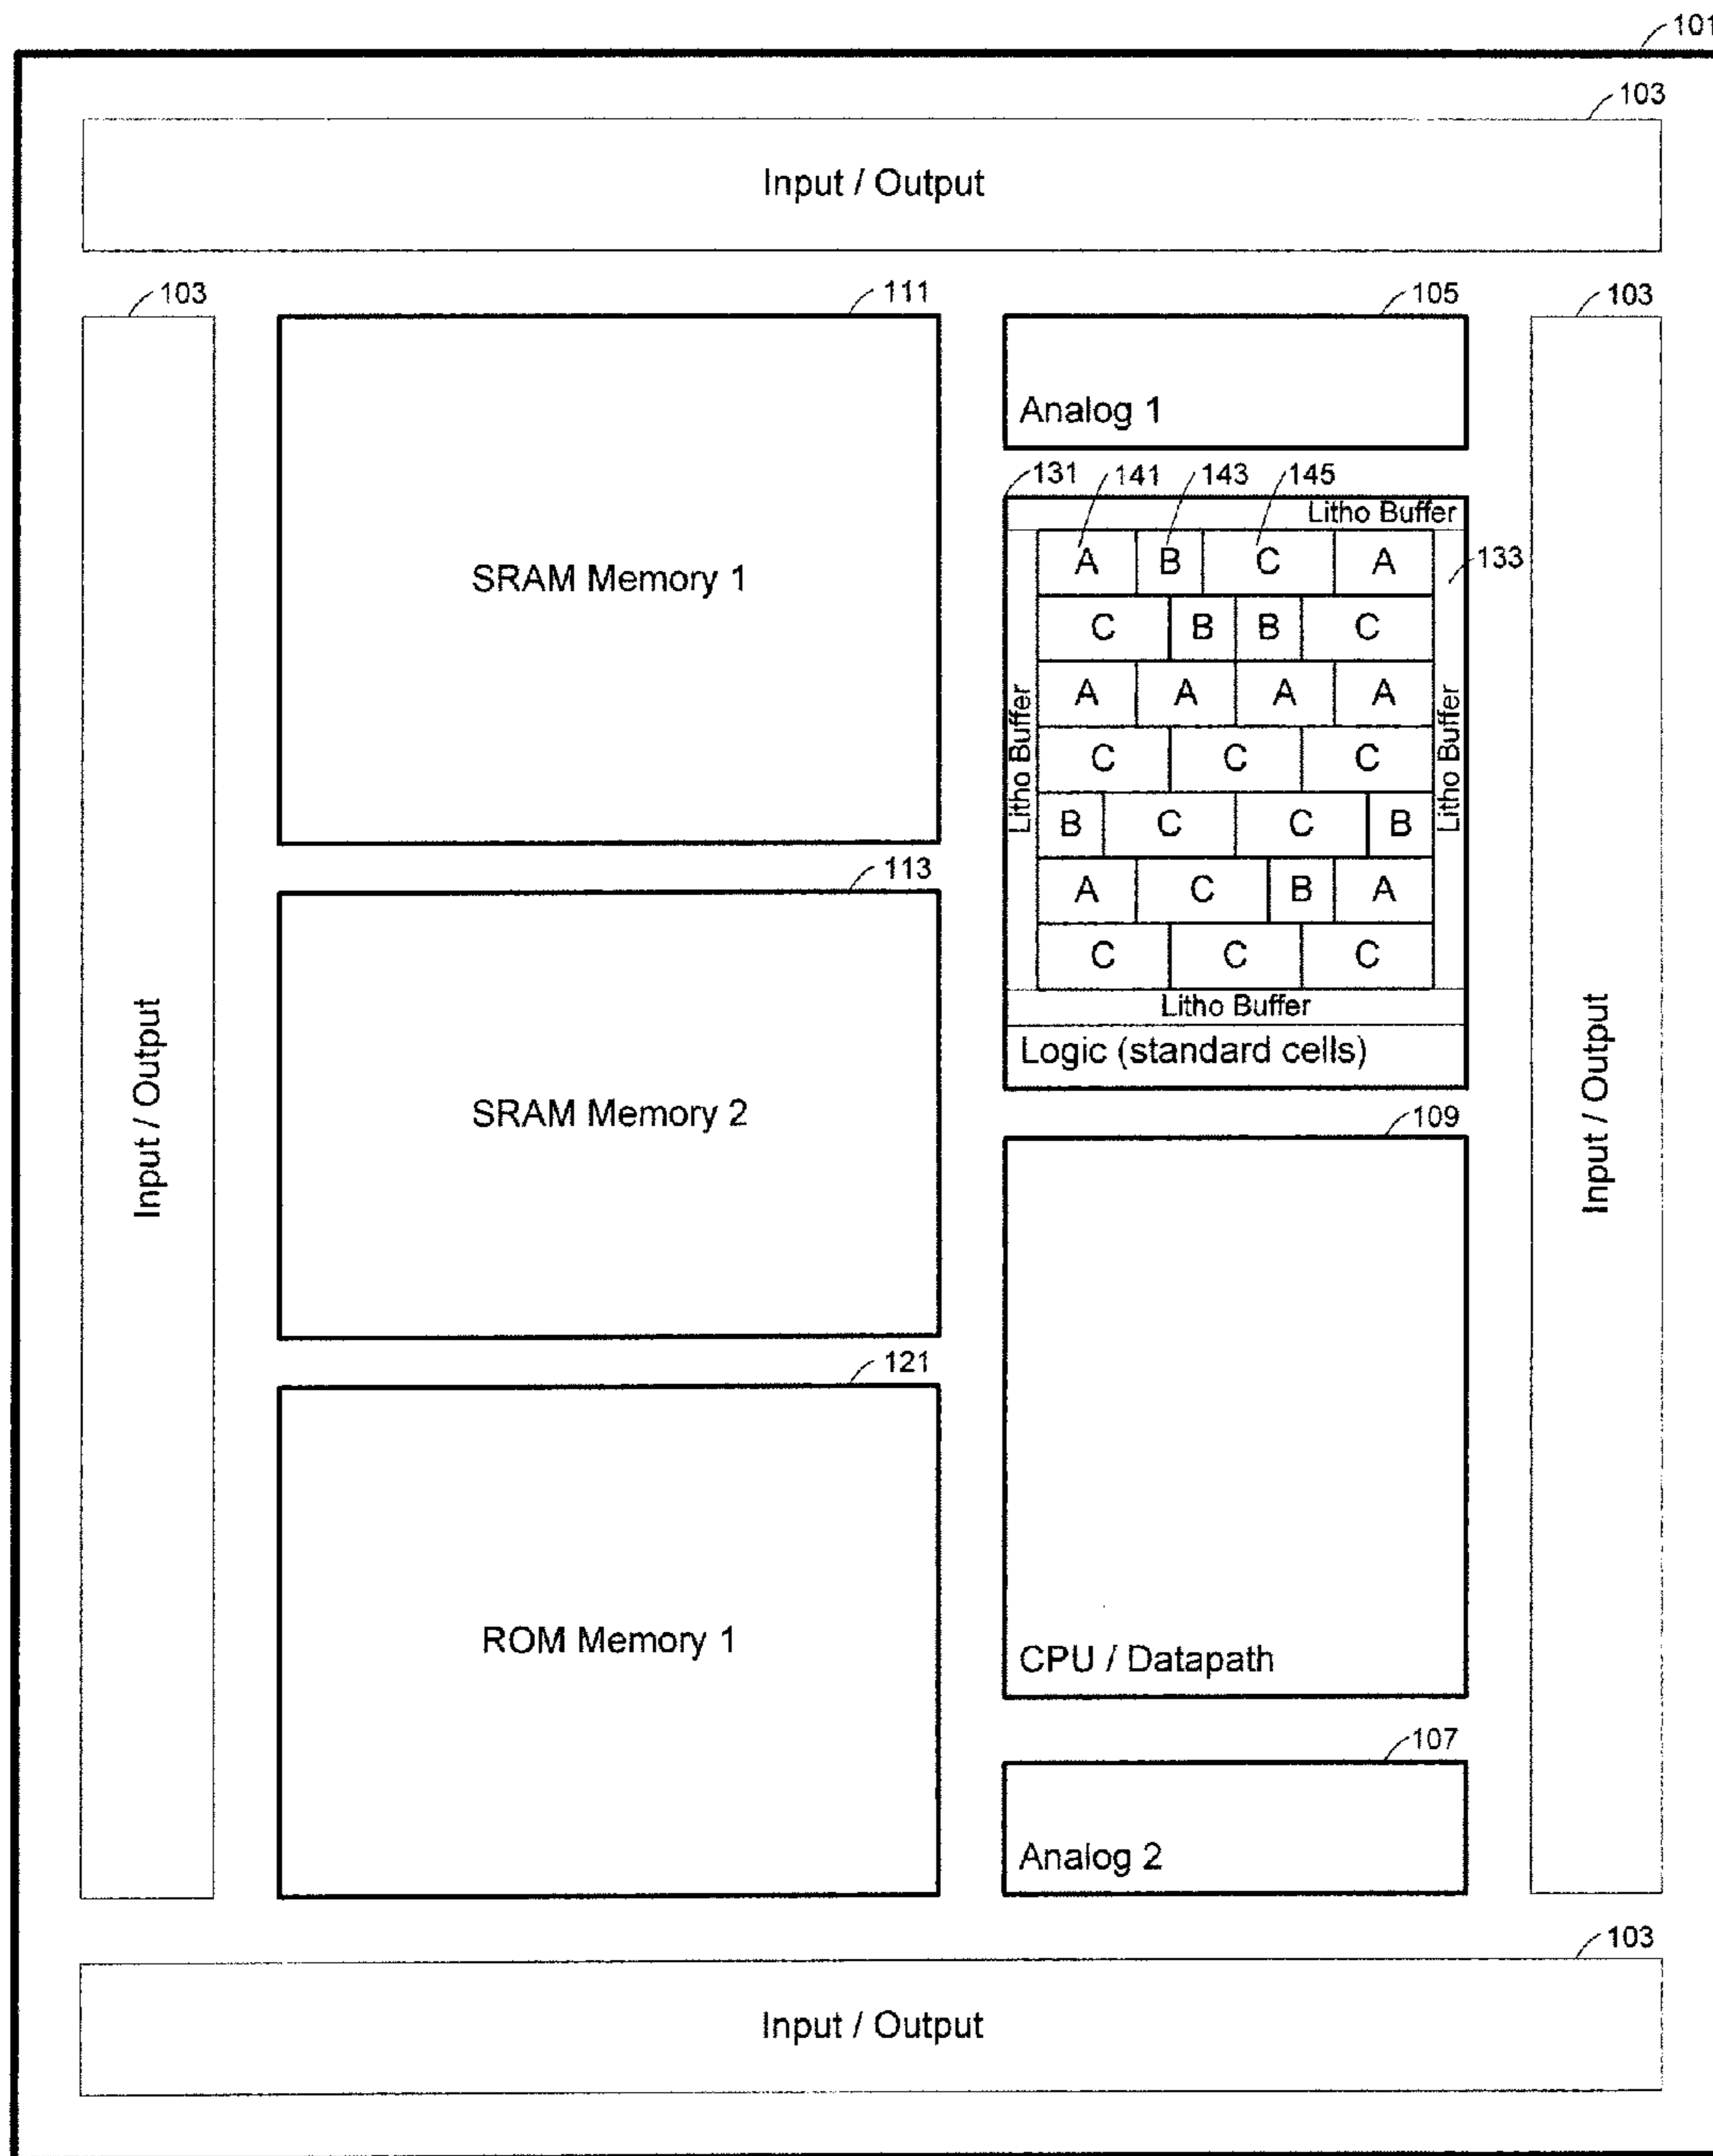 101
103
Input / Output
103
111
105
103
Input / Output
SRAM Memory 1
Analog 1
131 141 143 145
Litho Buffer
133
Litho Buffer
A B C A
C B B C
A A A A
C C C
B C C B
A C B A
C C C
Litho Buffer
Litho Buffer
Logic (standard cells)
113
SRAM Memory 2
Input / Output
109
121
ROM Memory 1
CPU / Datapath
107
Analog 2
103
Input / Output